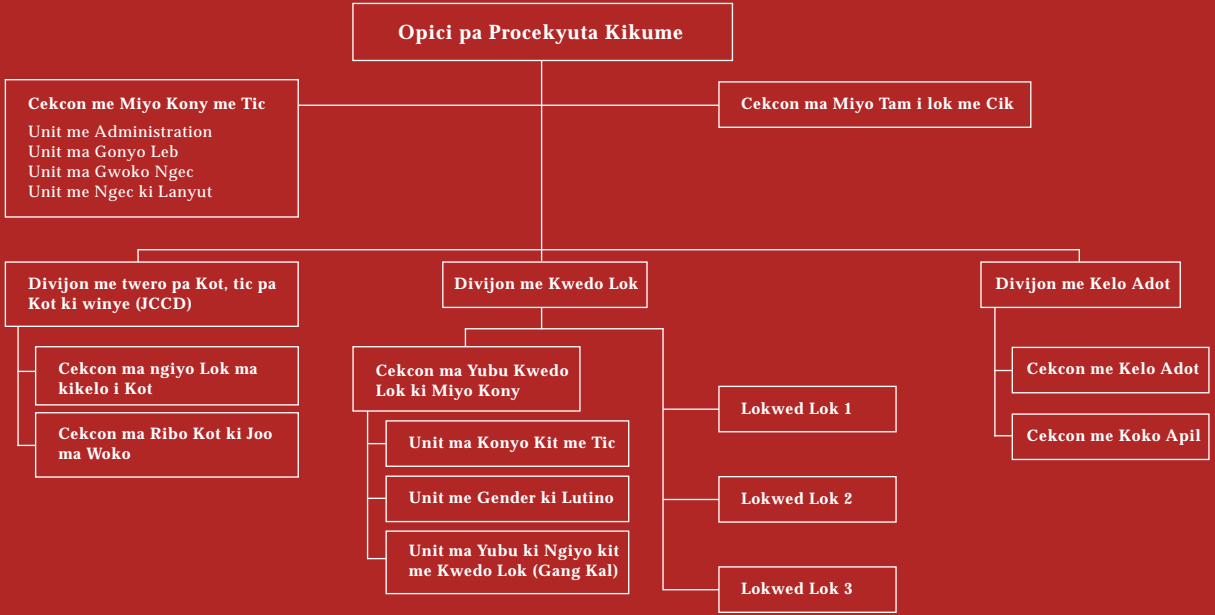 Opici pa Procekyuta Kikume
Cekcon me Miyo Kony me Tic
Unit me Administration
Unit ma Gonyo Leb
Unit ma Gwoko Ngec
Unit me Ngec ki Lanyut
Cekcon ma Miyo Tam i lok me Cik
Divijon me twero pa Kot, tic pa
Kot ki winye (JCCD)
Cekcon ma ngiyo Lok ma
kikelo i Kot
Cekcon ma Ribo Kot ki Joo
ma Woko
Divijon me Kwedo Lok
Cekcon ma Yubu Kwedo
Lok ki Miyo Kony
Unit ma Konyo Kit me Tic
Unit me Gender ki Lutino
Unit ma Yubu ki Ngiyo kit
me Kwedo Lok (Gang Kal)
Lokwed Lok 1
Lokwed Lok 2
Lokwed Lok 3
Divijon me Kelo Adot
Cekcon me Kelo Adot
Cekcon me Koko Apil